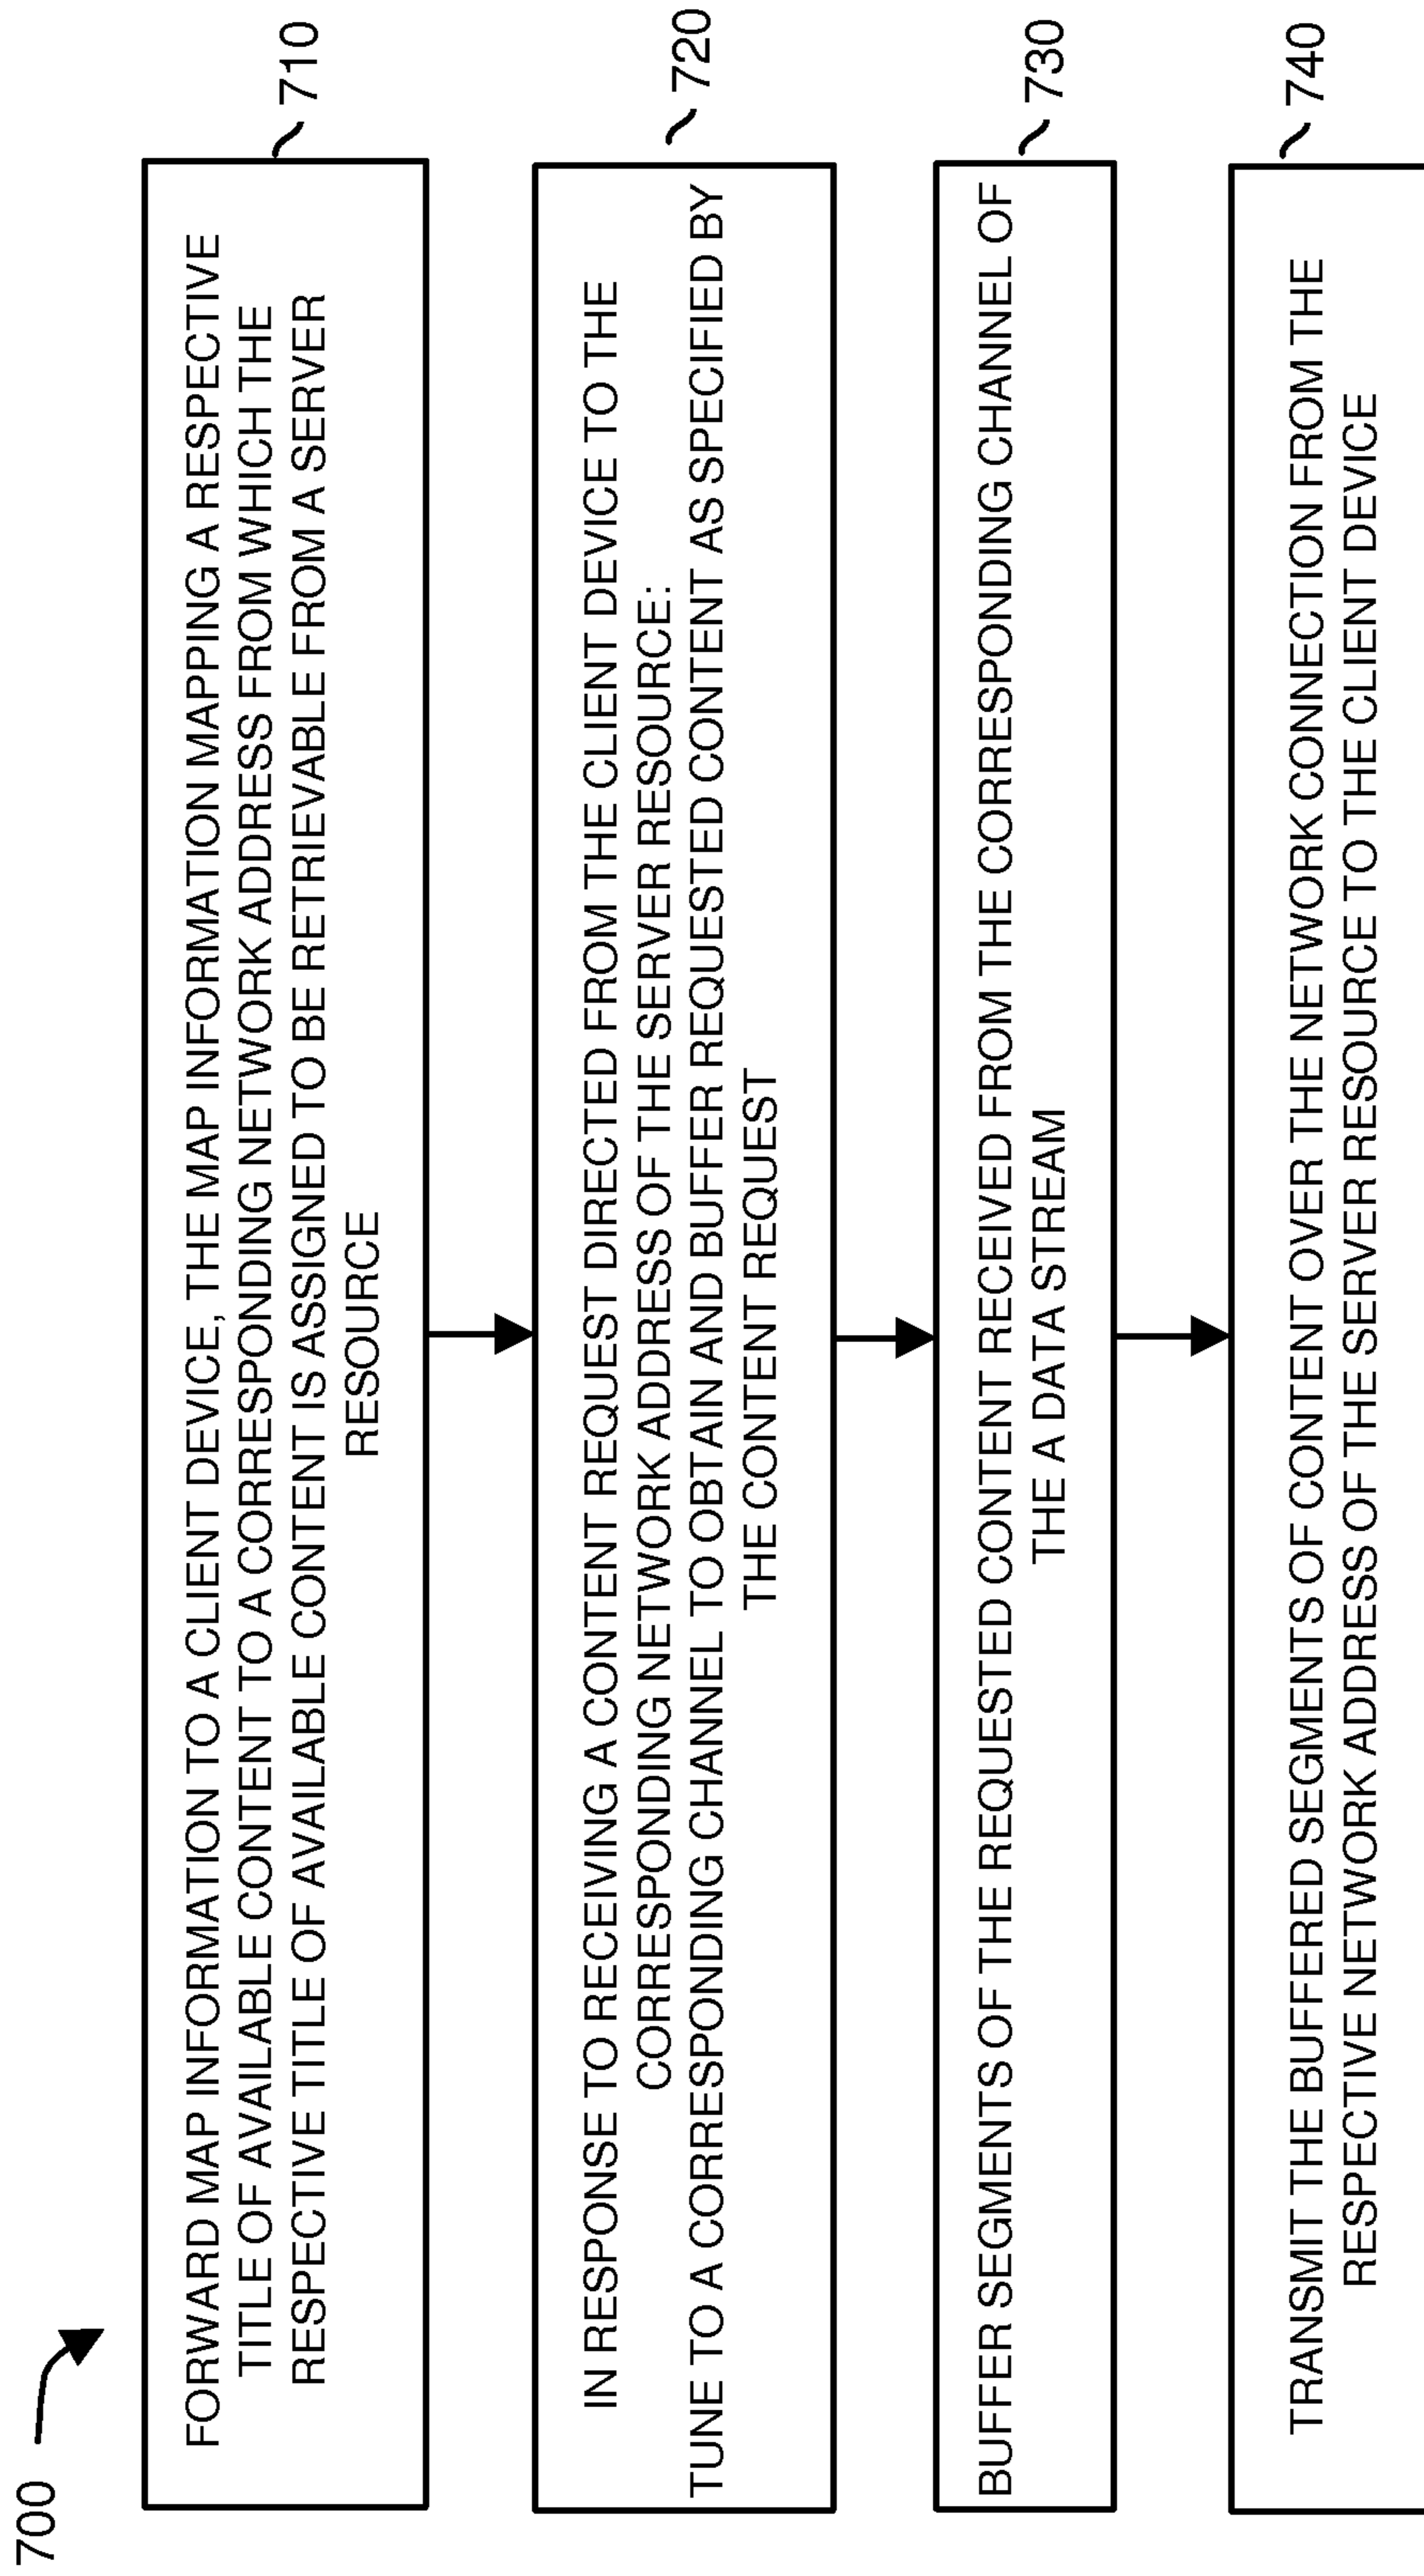 700
FORWARD MAP INFORMATION TO A CLIENT DEVICE, THE MAP INFORMATION MAPPING A RESPECTIVE
TITLE OF AVAILABLE CONTENT TO A CORRESPONDING NETWORK ADDRESS FROM WHICH THE
RESPECTIVE TITLE OF AVAILABLE CONTENT IS ASSIGNED TO BE RETRIEVABLE FROM A SERVER
RESOURCE
710
IN RESPONSE TO RECEIVING A CONTENT REQUEST DIRECTED FROM THE CLIENT DEVICE TO THE
CORRESPONDING NETWORK ADDRESS OF THE SERVER RESOURCE:
TUNE TO A CORRESPONDING CHANNEL TO OBTAIN AND BUFFER REQUESTED CONTENT AS SPECIFIED BY
THE CONTENT REQUEST
720
BUFFER SEGMENTS OF THE REQUESTED CONTENT RECEIVED FROM THE CORRESPONDING CHANNEL OF
THE A DATA STREAM
730
TRANSMIT THE BUFFERED SEGMENTS OF CONTENT OVER THE NETWORK CONNECTION FROM THE
RESPECTIVE NETWORK ADDRESS OF THE SERVER RESOURCE TO THE CLIENT DEVICE
740